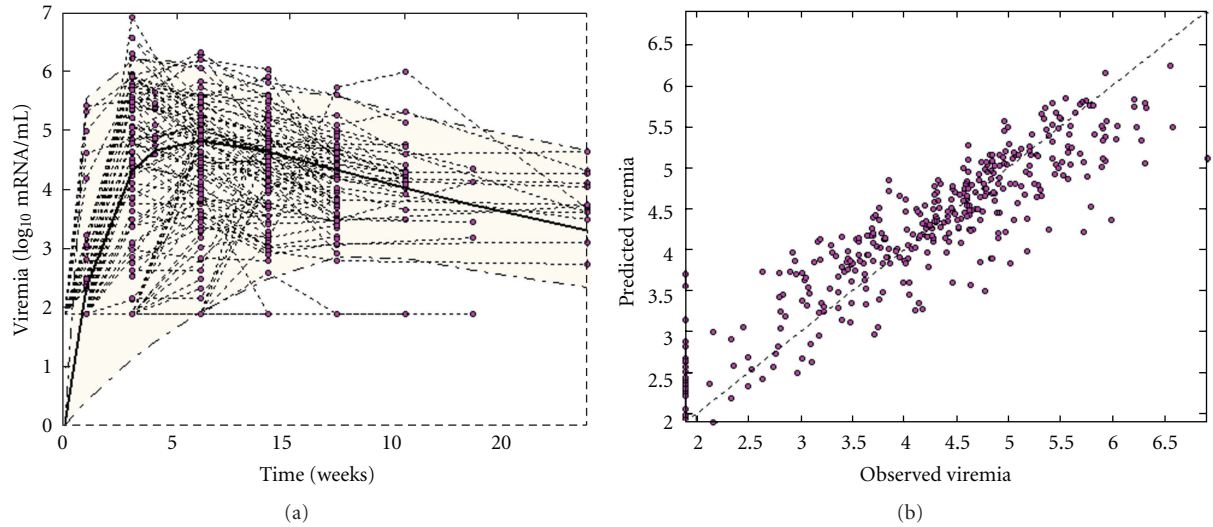 7
6
5
4
3
2
1
0
Viremia (log10 mRNA/mL)
0 5 15 10 20
Time (weeks)
(a)
6.5
5.5
5
4.5
4
3.5
3
2.5
2
Predicted viremia
2 2.5 3 3.5 4 4.5 5 5.5 6 6.5
Observed viremia
(b)